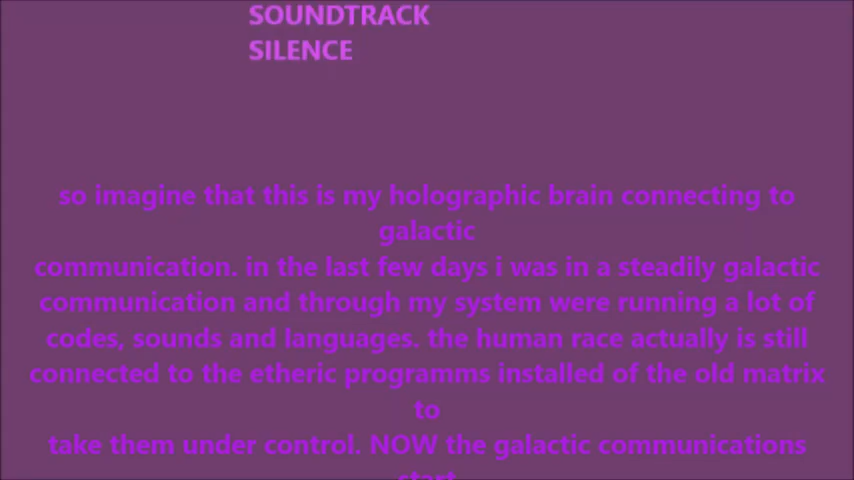 SOUNDTRACK
SILENCE
so imagine that this is my holographic brain connecting to
galactic
communication. in the last few days i was in a steadily galactic
communication and through my system were running a lot of
codes, sounds and languages. the human race actually is still
connected to the etheric programms installed of the old matrix
to
take them under control. NOW the galactic communications
start